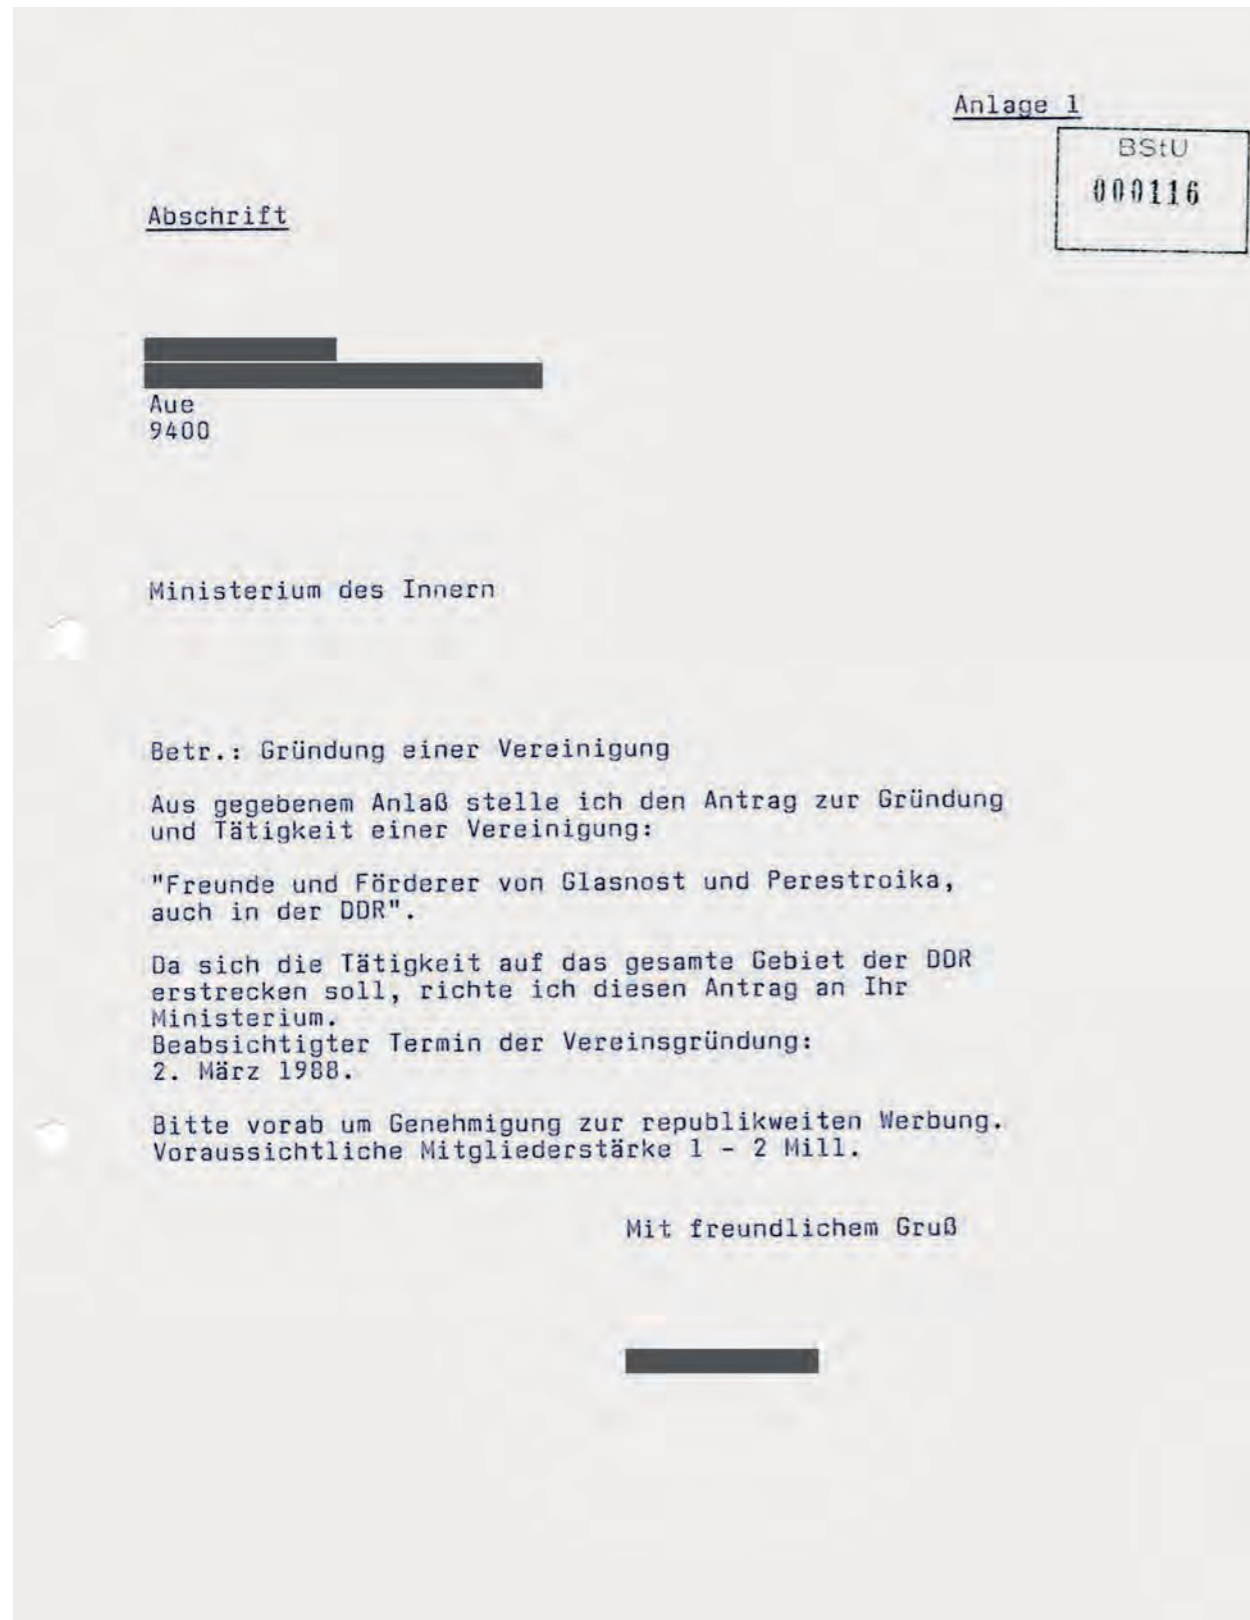 Anlage 1
BStU
000116
Abschrift
Aue
9400
Ministerium des Innern
Betr.: Gründung einer Vereinigung
Aus gegebenem Anlaß stelle ich den Antrag zur Gründung
und Tätigkeit einer Vereinigung:
"Freunde und Förderer von Glasnost und Perestroika,
auch in der DDR".
Da sich die Tätigkeit auf das gesamte Gebiet der DDR
erstrecken soll, richte ich diesen Antrag an Ihr
Ministerium.
Beabsichtigter Termin der Vereinsgründung:
2. März 1988.
Bitte vorab um Genehmigung zur republikweiten Werbung.
Voraussichtliche Mitgliederstärke 1 - 2 Mill.
Mit freundlichem Gruß